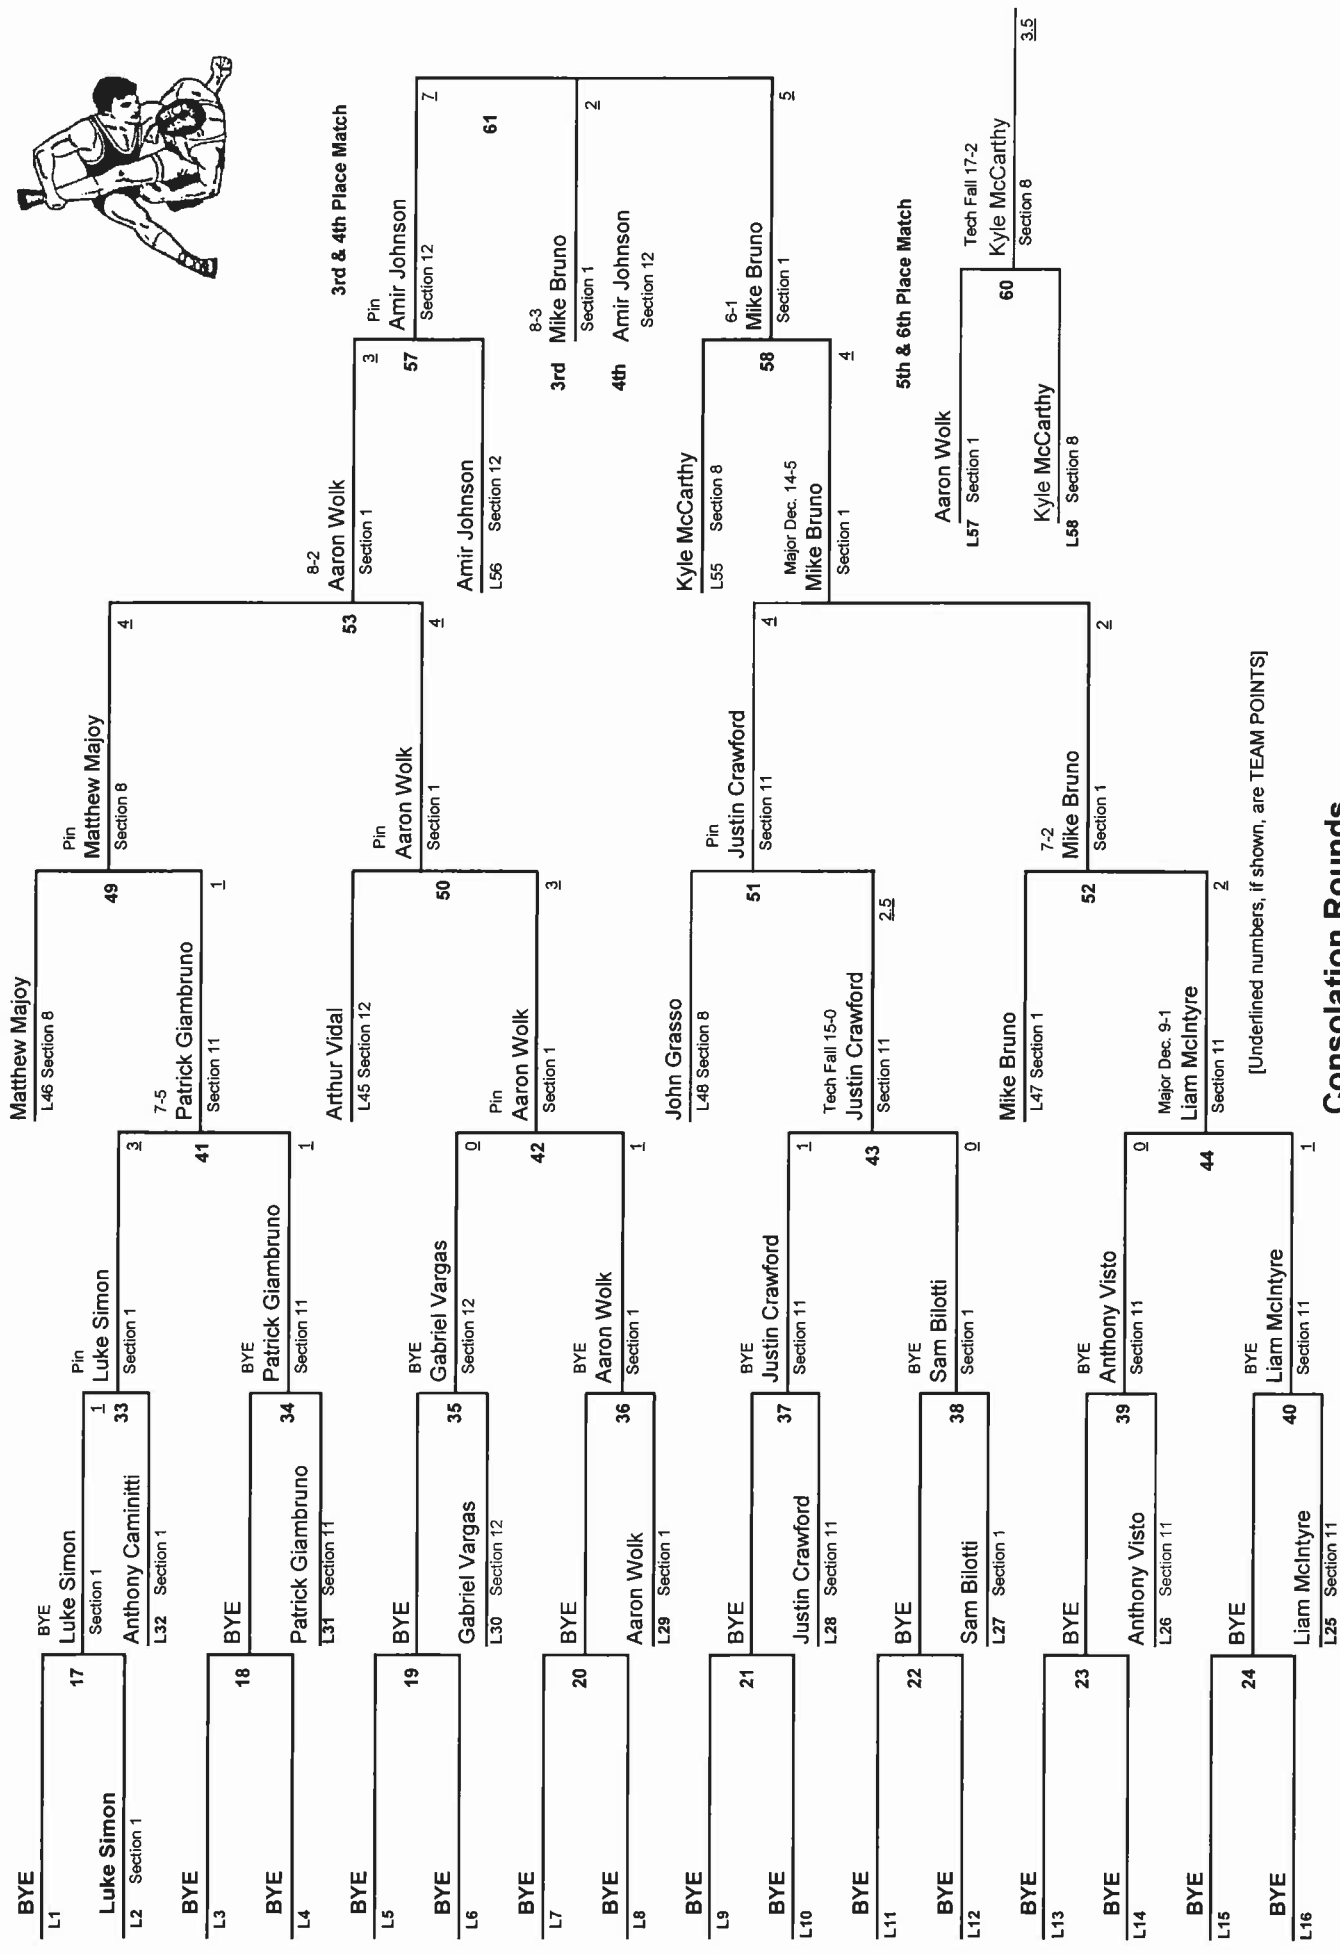 BYE
L1
Luke Simon
L2 Section 1
BYE
L3
BYE
L4
BYE
L5
BYE
L6
BYE
L7
BYE
L8
BYE
L9
BYE
L10
BYE
L11
BYE
L12
BYE
L13
BYE
L14
BYE
L15
BYE
L16
17
18
19
20
21
22
23
24
BYE
Luke Simon
Section 1
Anthony Caminitti
L32 Section 1
BYE
Patrick Giambruno
L31 Section 11
BYE
Gabriel Vargas
L30 Section 12
BYE
Aaron Wolk
L29 Section 1
BYE
Justin Crawford
L28 Section 11
BYE
Sam Bilotti
L27 Section 1
BYE
Anthony Visto
L26 Section 11
BYE
Liam McIntyre
L25 Section 11
1
33
34
35
36
37
38
39
40
Pin
Luke Simon
Section 1
BYE
Patrick Giambruno
Section 11
BYE
Gabriel Vargas
Section 12
BYE
Aaron Wolk
Section 1
BYE
Justin Crawford
Section 11
BYE
Sam Bilotti
Section 1
BYE
Anthony Visto
Section 11
BYE
Liam McIntyre
Section 11
3
41
1
0
42
1
1
43
0
0
44
1
Matthew Majoy
L46 Section 8
7-5
Patrick Giambruno
Section 11
Arthur Vidal
L45 Section 12
Pin
Aaron Wolk
Section 1
John Grasso
L48 Section 8
Tech Fall 15-0
Justin Crawford
Section 11
Mike Bruno
L47 Section 1
Major Dec. 9-1
Liam McIntyre
Section 11
49
1
50
3
51
2.5
52
2
Pin
Matthew Majoy
Section 8
Pin
Aaron Wolk
Section 1
Pin
Justin Crawford
Section 11
7-2
Mike Bruno
Section 1
4
53
4
4
2
8-2
Aaron Wolk
Section 1
Amir Johnson
L56 Section 12
Kyle McCarthy
L55 Section 8
Major Dec. 14-5
Mike Bruno
Section 1
3
57
58
4
3rd & 4th Place Match
Pin
Amir Johnson
Section 12
8-3
3rd Mike Bruno
Section 1
4th Amir Johnson
Section 12
6-1
Mike Bruno
Section 1
7
61
2
5
5th & 6th Place Match
Aaron Wolk
L57 Section 1
Kyle McCarthy
L58 Section 8
60
Tech Fall 17-2
Kyle McCarthy
Section 8
3.5
[Underlined numbers, if shown, are TEAM POINTS]
Consolation Rounds